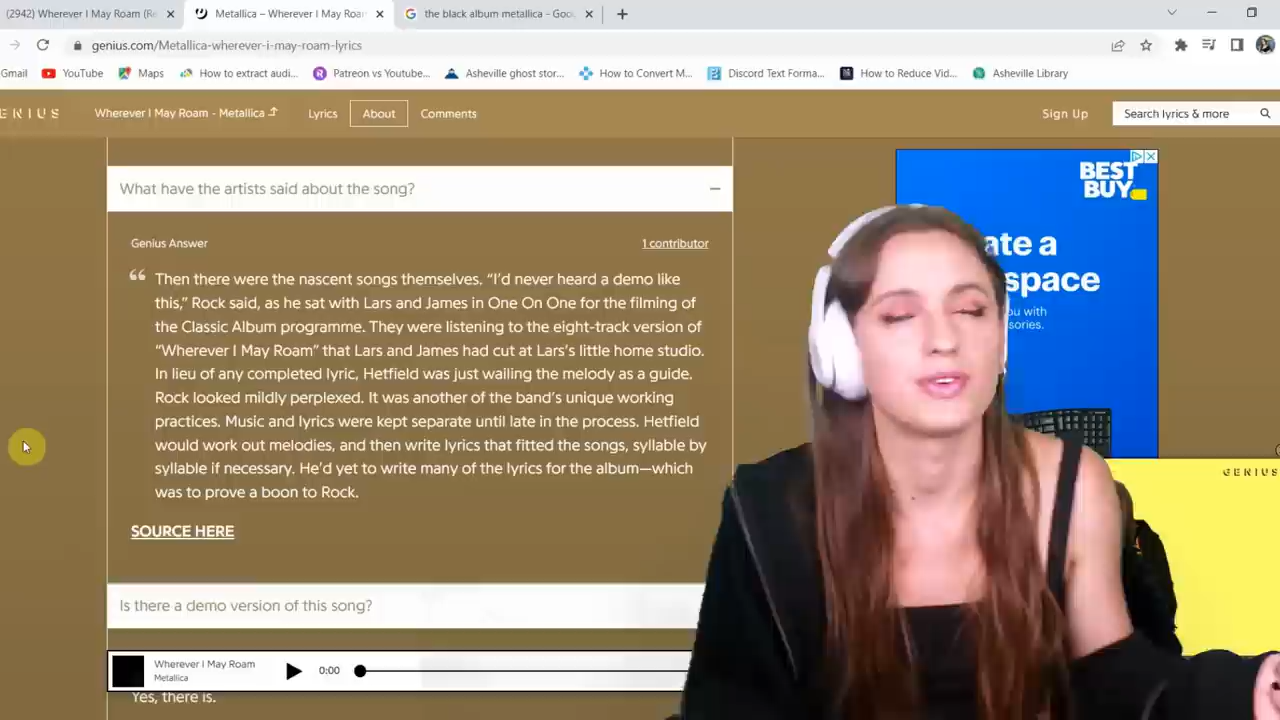 (2942) Wherever I May Roam (Re
Metallica – Wherever I May Roam
the black album metallica - Goo
genius.com/Metallica-wherever-i-may-roam-lyrics
Gmail YouTube Maps How to extract audi... Patreon vs Youtube... Asheville ghost stor... How to Convert M... Discord Text Forma... How to Reduce Vid... Asheville Library
ENIUS Wherever I May Roam - Metallica Lyrics About Comments Sign Up Search lyrics & more
What have the artists said about the song?
Genius Answer 1 contributor
“ Then there were the nascent songs themselves. “I’d never heard a demo like
this,” Rock said, as he sat with Lars and James in One On One for the filming of
the Classic Album programme. They were listening to the eight-track version of
“Wherever I May Roam” that Lars and James had cut at Lars’s little home studio.
In lieu of any completed lyric, Hetfield was just wailing the melody as a guide.
Rock looked mildly perplexed. It was another of the band’s unique working
practices. Music and lyrics were kept separate until late in the process. Hetfield
would work out melodies, and then write lyrics that fitted the songs, syllable by
syllable if necessary. He’d yet to write many of the lyrics for the album—which
was to prove a boon to Rock.
SOURCE HERE
Is there a demo version of this song?
Wherever I May Roam
Metallica
0:00
Yes, there is.
BEST
BUY
ate a
space
ou with
sories.
GENIUS